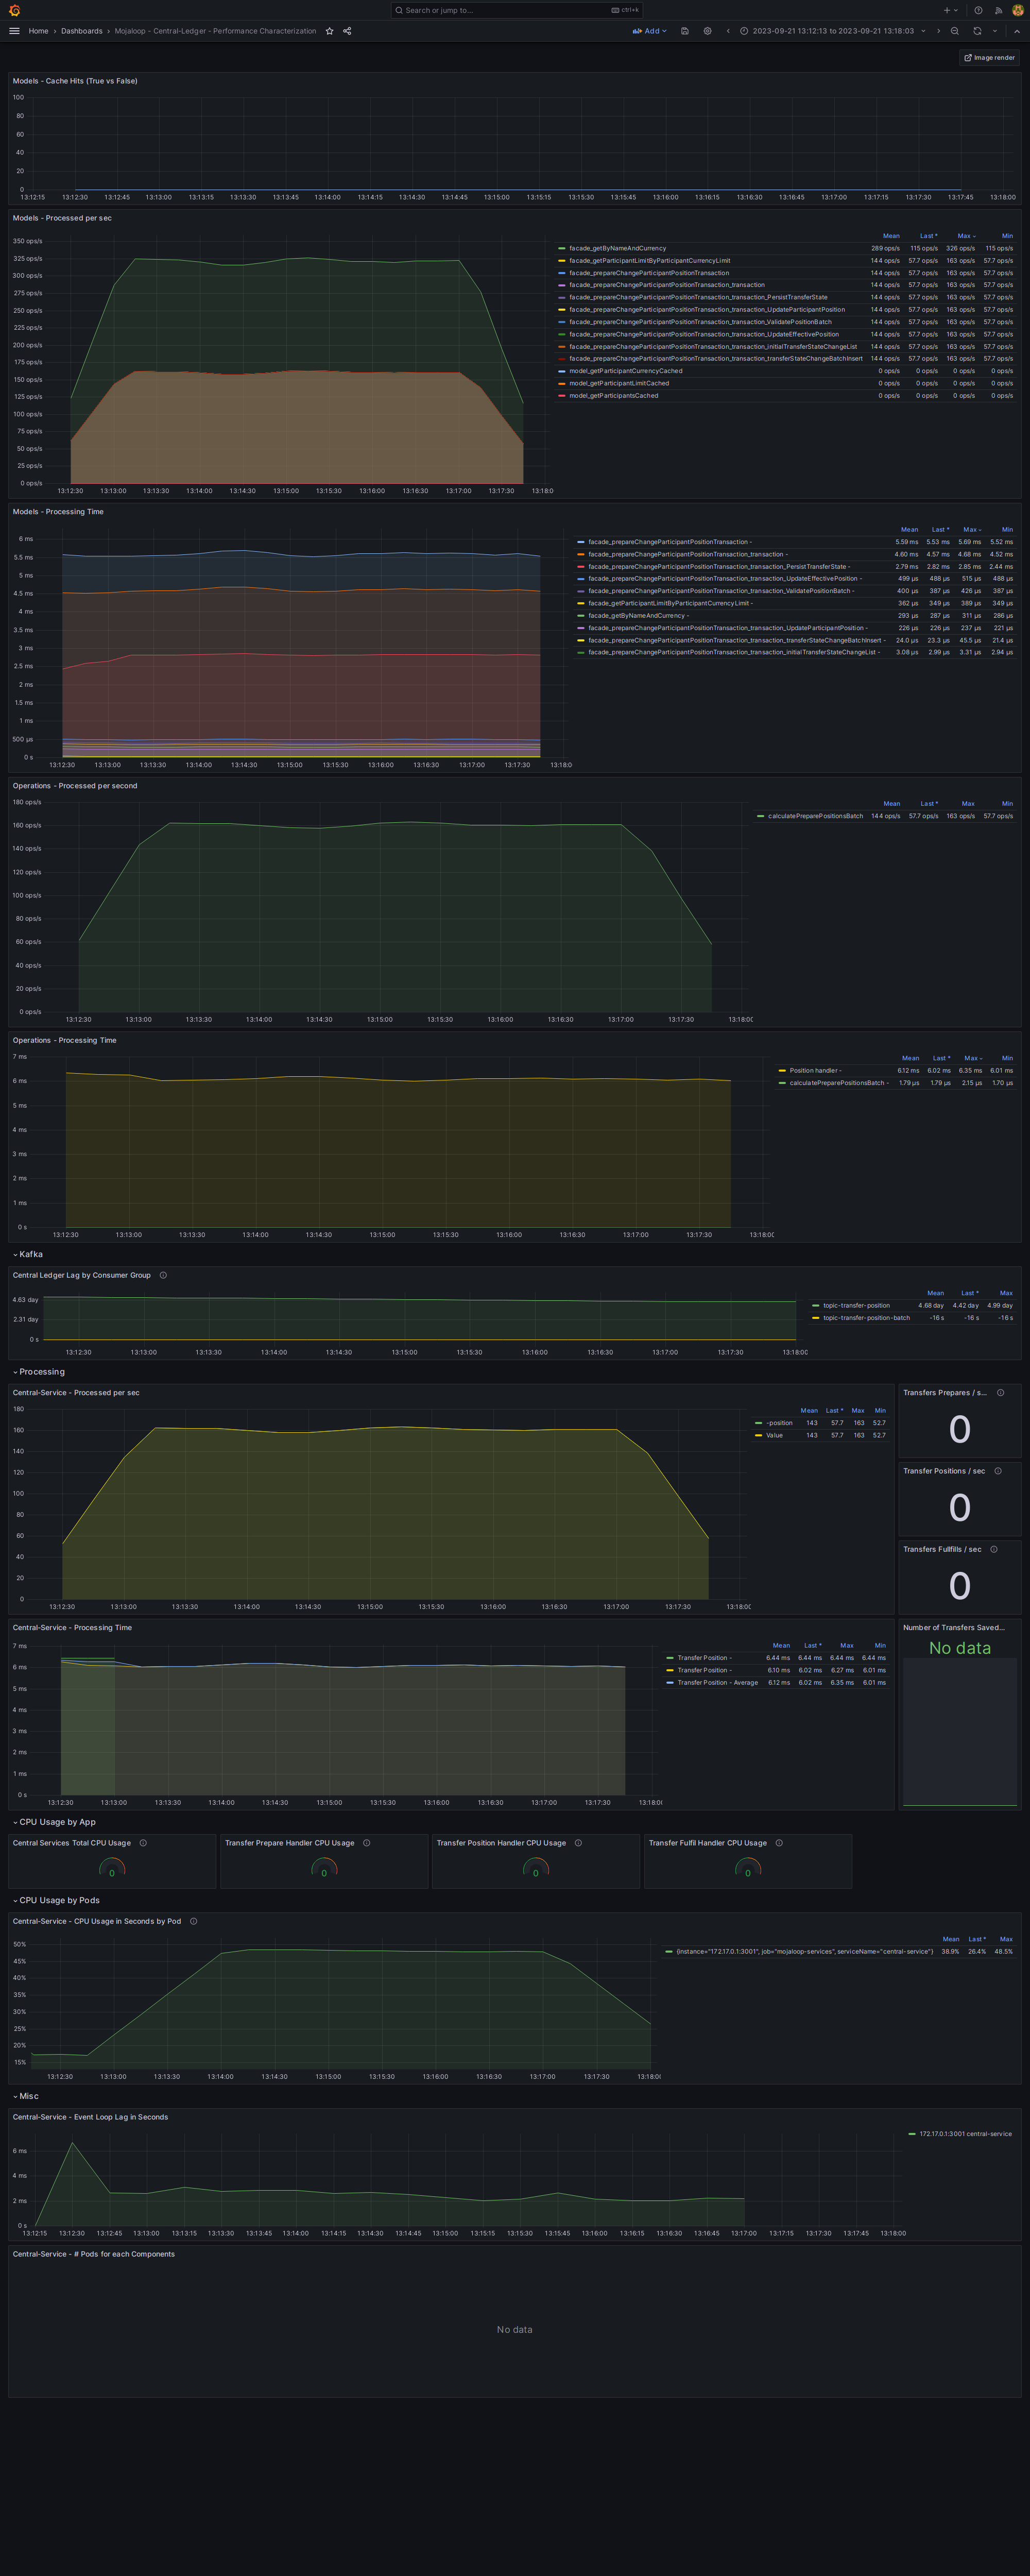 Search or jump to...
ctrl+k
Home
Dashboards
Mojaloop - Central-Ledger - Performance Characterization
Add
2023-09-21 13:12:13 to 2023-09-21 13:18:03
Image render
Models - Cache Hits (True vs False)
100
80
60
40
20
0
13:12:15 13:12:30 13:12:45 13:13:00 13:13:15 13:13:30 13:13:45 13:14:00 13:14:15 13:14:30 13:14:45 13:15:00 13:15:15 13:15:30 13:15:45 13:16:00 13:16:15 13:16:30 13:16:45 13:17:00 13:17:15 13:17:30 13:17:45 13:18:00
Models - Processed per sec
350 ops/s
325 ops/s
300 ops/s
275 ops/s
250 ops/s
225 ops/s
200 ops/s
175 ops/s
150 ops/s
125 ops/s
100 ops/s
75 ops/s
50 ops/s
25 ops/s
0 ops/s
13:12:30 13:13:00 13:13:30 13:14:00 13:14:30 13:15:00 13:15:30 13:16:00 13:16:30 13:17:00 13:17:30 13:18:0
Mean Last * Max Min
facade_getByNameAndCurrency 289 ops/s 115 ops/s 326 ops/s 115 ops/s
facade_getParticipantLimitByParticipantCurrencyLimit 144 ops/s 57.7 ops/s 163 ops/s 57.7 ops/s
facade_prepareChangeParticipantPositionTransaction 144 ops/s 57.7 ops/s 163 ops/s 57.7 ops/s
facade_prepareChangeParticipantPositionTransaction_transaction 144 ops/s 57.7 ops/s 163 ops/s 57.7 ops/s
facade_prepareChangeParticipantPositionTransaction_transaction_PersistTransferState 144 ops/s 57.7 ops/s 163 ops/s 57.7 ops/s
facade_prepareChangeParticipantPositionTransaction_transaction_UpdateParticipantPosition 144 ops/s 57.7 ops/s 163 ops/s 57.7 ops/s
facade_prepareChangeParticipantPositionTransaction_transaction_ValidatePositionBatch 144 ops/s 57.7 ops/s 163 ops/s 57.7 ops/s
facade_prepareChangeParticipantPositionTransaction_transaction_UpdateEffectivePosition 144 ops/s 57.7 ops/s 163 ops/s 57.7 ops/s
facade_prepareChangeParticipantPositionTransaction_transaction_initialTransferStateChangeList 144 ops/s 57.7 ops/s 163 ops/s 57.7 ops/s
facade_prepareChangeParticipantPositionTransaction_transaction_transferStateChangeBatchInsert 144 ops/s 57.7 ops/s 163 ops/s 57.7 ops/s
model_getParticipantCurrencyCached 0 ops/s 0 ops/s 0 ops/s 0 ops/s
model_getParticipantLimitCached 0 ops/s 0 ops/s 0 ops/s 0 ops/s
model_getParticipantsCached 0 ops/s 0 ops/s 0 ops/s 0 ops/s
Models - Processing Time
6 ms
5.5 ms
5 ms
4.5 ms
4 ms
3.5 ms
3 ms
2.5 ms
2 ms
1.5 ms
1 ms
500 µs
0 s
13:12:30 13:13:00 13:13:30 13:14:00 13:14:30 13:15:00 13:15:30 13:16:00 13:16:30 13:17:00 13:17:30 13:18:0
Mean Last * Max Min
facade_prepareChangeParticipantPositionTransaction - 5.59 ms 5.53 ms 5.69 ms 5.52 ms
facade_prepareChangeParticipantPositionTransaction_transaction - 4.60 ms 4.57 ms 4.68 ms 4.52 ms
facade_prepareChangeParticipantPositionTransaction_transaction_PersistTransferState - 2.79 ms 2.82 ms 2.85 ms 2.44 ms
facade_prepareChangeParticipantPositionTransaction_transaction_UpdateEffectivePosition - 499 µs 488 µs 515 µs 488 µs
facade_prepareChangeParticipantPositionTransaction_transaction_ValidatePositionBatch - 400 µs 387 µs 426 µs 387 µs
facade_getParticipantLimitByParticipantCurrencyLimit - 362 µs 349 µs 389 µs 349 µs
facade_getByNameAndCurrency - 293 µs 287 µs 311 µs 286 µs
facade_prepareChangeParticipantPositionTransaction_transaction_UpdateParticipantPosition - 226 µs 226 µs 237 µs 221 µs
facade_prepareChangeParticipantPositionTransaction_transaction_transferStateChangeBatchInsert - 24.0 µs 23.3 µs 45.5 µs 21.4 µs
facade_prepareChangeParticipantPositionTransaction_transaction_initialTransferStateChangeList - 3.08 µs 2.99 µs 3.31 µs 2.94 µs
Operations - Processed per second
180 ops/s
160 ops/s
140 ops/s
120 ops/s
100 ops/s
80 ops/s
60 ops/s
40 ops/s
20 ops/s
0 ops/s
13:12:30 13:13:00 13:13:30 13:14:00 13:14:30 13:15:00 13:15:30 13:16:00 13:16:30 13:17:00 13:17:30 13:18:00
Mean Last * Max Min
calculatePreparePositionsBatch 144 ops/s 57.7 ops/s 163 ops/s 57.7 ops/s
Operations - Processing Time
7 ms
6 ms
5 ms
4 ms
3 ms
2 ms
1 ms
0 s
13:12:30 13:13:00 13:13:30 13:14:00 13:14:30 13:15:00 13:15:30 13:16:00 13:16:30 13:17:00 13:17:30 13:18:00
Mean Last * Max Min
Position handler - 6.12 ms 6.02 ms 6.35 ms 6.01 ms
calculatePreparePositionsBatch - 1.79 µs 1.79 µs 2.15 µs 1.70 µs
Kafka
Central Ledger Lag by Consumer Group
4.63 day
2.31 day
0 s
13:12:30 13:13:00 13:13:30 13:14:00 13:14:30 13:15:00 13:15:30 13:16:00 13:16:30 13:17:00 13:17:30 13:18:00
Mean Last * Max
topic-transfer-position 4.68 day 4.42 day 4.99 day
topic-transfer-position-batch -16 s -16 s -16 s
Processing
Central-Service - Processed per sec
180
160
140
120
100
80
60
40
20
0
13:12:30 13:13:00 13:13:30 13:14:00 13:14:30 13:15:00 13:15:30 13:16:00 13:16:30 13:17:00 13:17:30 13:18:00
Mean Last * Max Min
-position 143 57.7 163 52.7
Value 143 57.7 163 52.7
Transfers Prepares / s...
0
Transfer Positions / sec
0
Transfers Fullfills / sec
0
Central-Service - Processing Time
7 ms
6 ms
5 ms
4 ms
3 ms
2 ms
1 ms
0 s
13:12:30 13:13:00 13:13:30 13:14:00 13:14:30 13:15:00 13:15:30 13:16:00 13:16:30 13:17:00 13:17:30 13:18:0
Mean Last * Max Min
Transfer Position - 6.44 ms 6.44 ms 6.44 ms 6.44 ms
Transfer Position - 6.10 ms 6.02 ms 6.27 ms 6.01 ms
Transfer Position - Average 6.12 ms 6.02 ms 6.35 ms 6.01 ms
Number of Transfers Saved...
No data
CPU Usage by App
Central Services Total CPU Usage
0
Transfer Prepare Handler CPU Usage
0
Transfer Position Handler CPU Usage
0
Transfer Fulfil Handler CPU Usage
0
CPU Usage by Pods
Central-Service - CPU Usage in Seconds by Pod
50%
45%
40%
35%
30%
25%
20%
15%
13:12:30 13:13:00 13:13:30 13:14:00 13:14:30 13:15:00 13:15:30 13:16:00 13:16:30 13:17:00 13:17:30 13:18:0
Mean Last * Max
{instance="172.17.0.1:3001", job="mojaloop-services", serviceName="central-service"} 38.9% 26.4% 48.5%
Misc
Central-Service - Event Loop Lag in Seconds
6 ms
4 ms
2 ms
0 s
13:12:15 13:12:30 13:12:45 13:13:00 13:13:15 13:13:30 13:13:45 13:14:00 13:14:15 13:14:30 13:14:45 13:15:00 13:15:15 13:15:30 13:15:45 13:16:00 13:16:15 13:16:30 13:16:45 13:17:00 13:17:15 13:17:30 13:17:45 13:18:00
172.17.0.1:3001 central-service
Central-Service - # Pods for each Components
No data